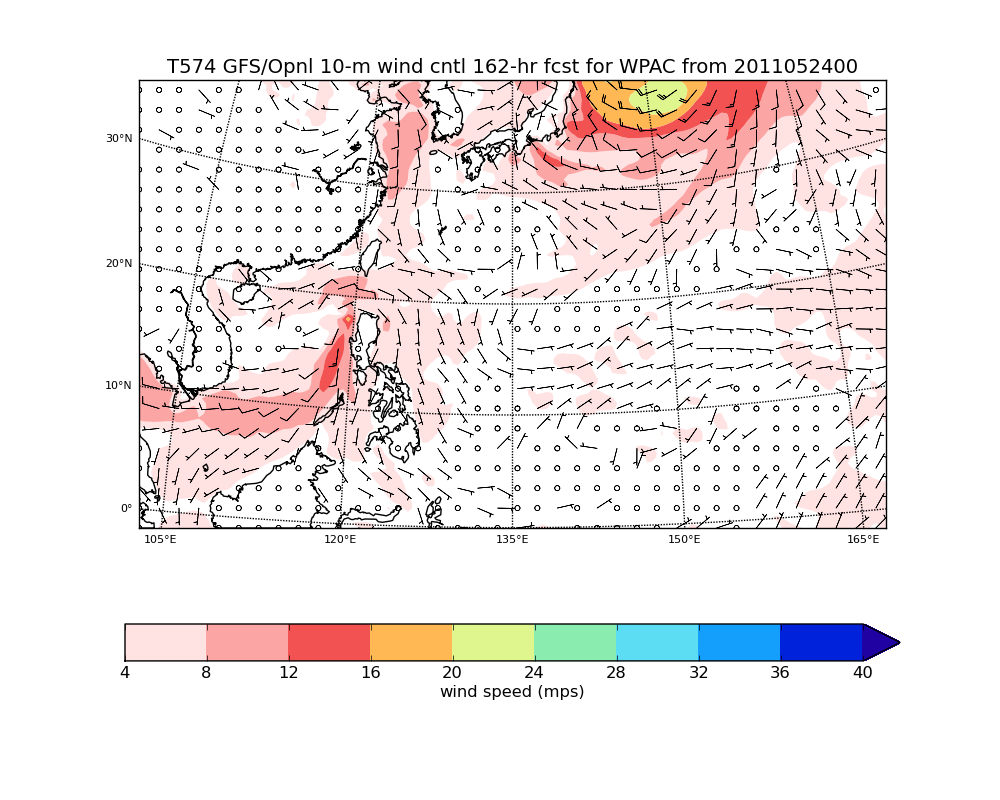 T574 GFS/Opnl 10-m wind cntl 162-hr fcst for WPAC from 2011052400
30°N
20°N
10°N
0°
105°E 120°E 135°E 150°E 165°E
4 8 12 16 20 24 28 32 36 40
wind speed (mps)